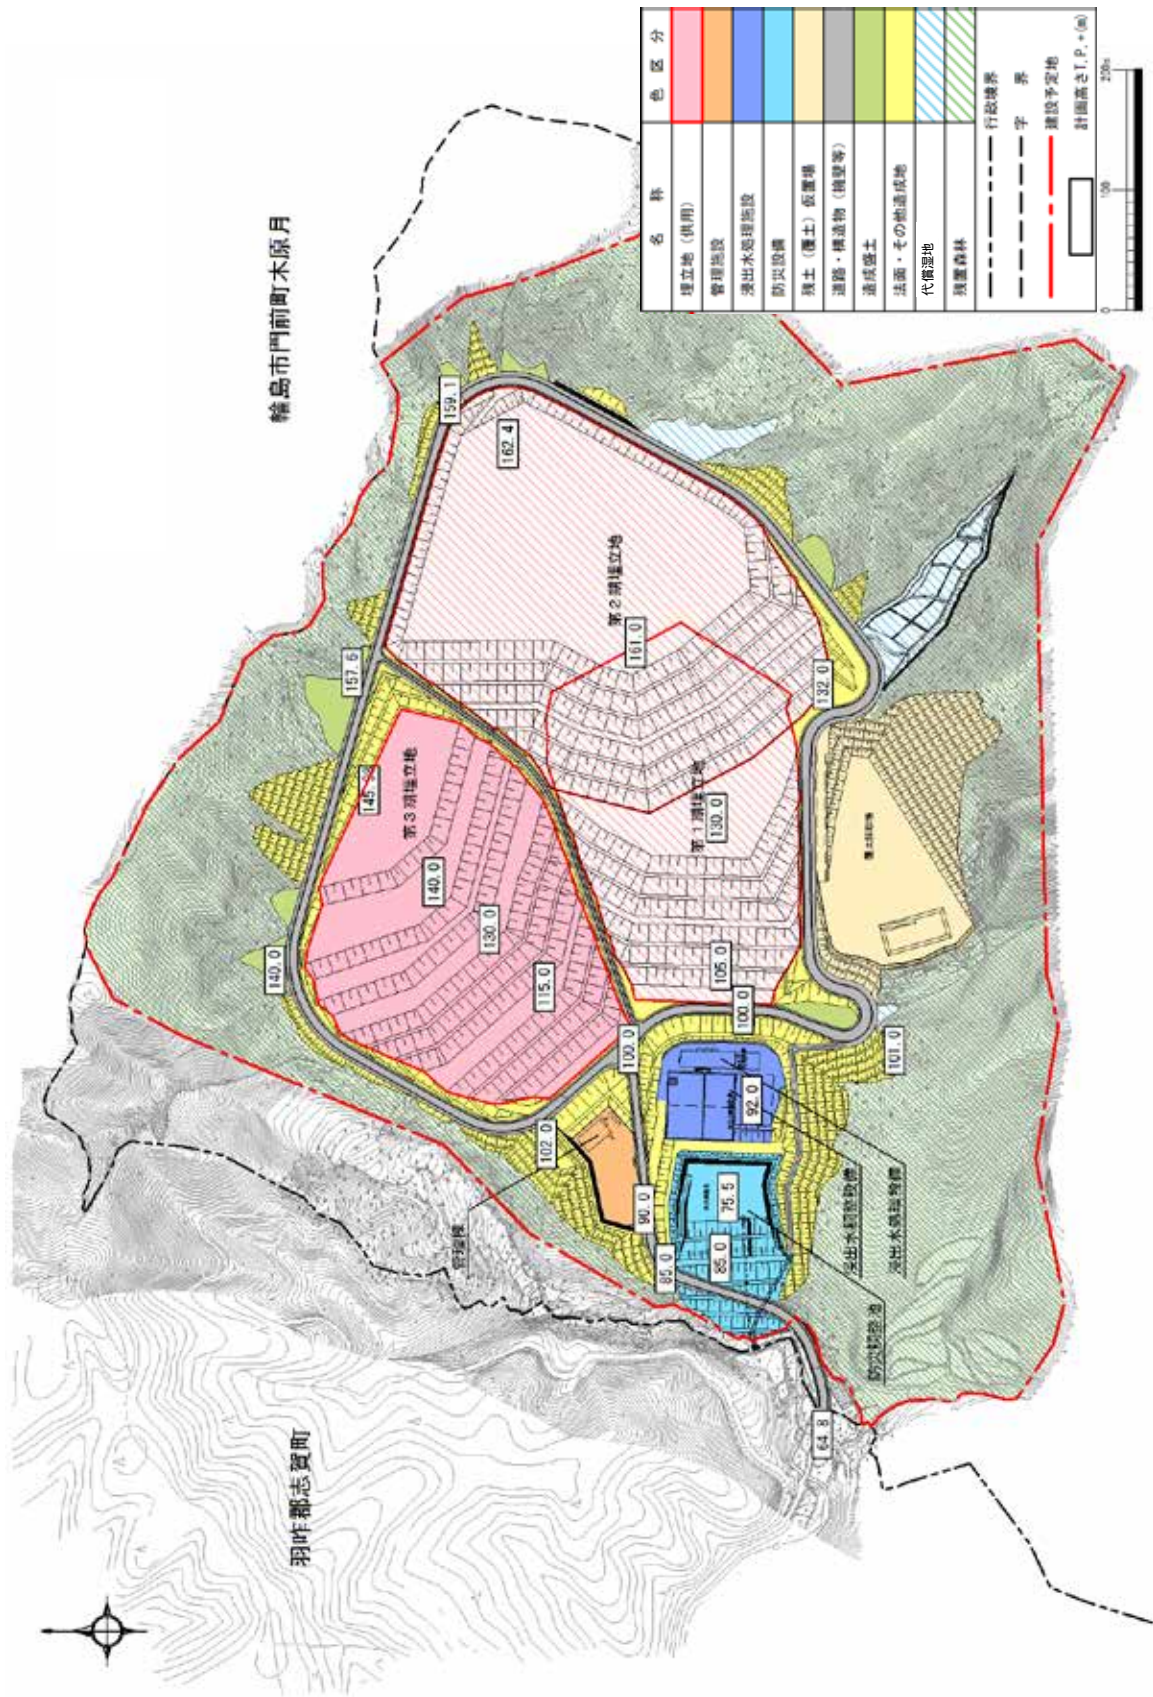 名　称
色 区 分
埋立地（供用）
管理施設
浸出水処理施設
防災設備
残土（覆土）仮置場
道路・構造物（擁壁等）
造成盛土
法面・その他造成地
代償湿地
残置森林
行政境界
字　界
建設予定地
計画高さT.P.+(m)
0
100
200m
輪島市門前町大原月
羽咋郡志賀町
159.1
162.4
第2期埋立地
161.0
157.6
132.0
145.
第3期埋立地
第1期埋立地
130.0
140.0
130.0
140.0
115.0
105.0
100.0
100.0
101.0
92.0
102.0
管理棟
90.0
75.5
85.0
85.0
浸出水調整設備
浸出水処理設備
防災調整池
64.8